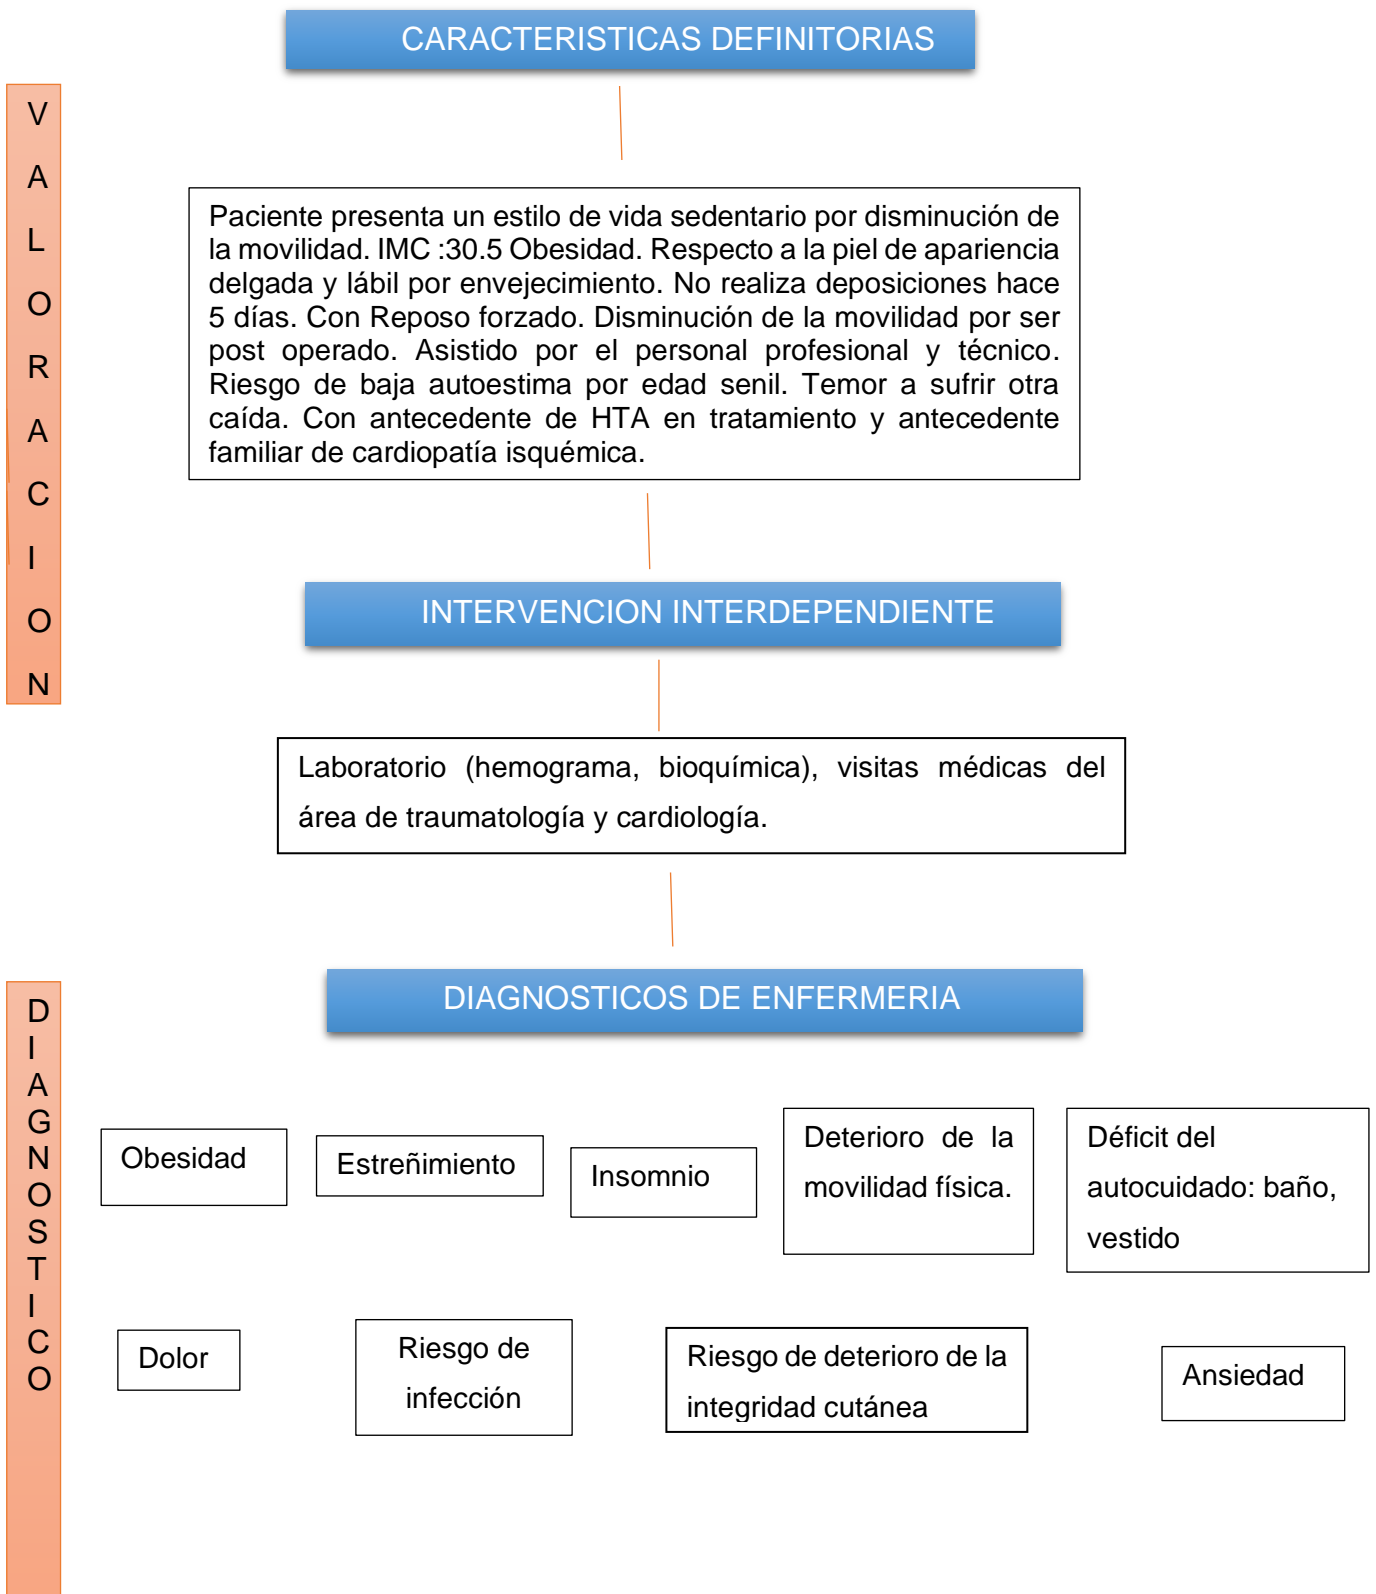 CARACTERISTICAS DEFINITORIAS
VALORACION
Paciente presenta un estilo de vida sedentario por disminución de
la movilidad. IMC :30.5 Obesidad. Respecto a la piel de apariencia
delgada y lábil por envejecimiento. No realiza deposiciones hace
5 días. Con Reposo forzado. Disminución de la movilidad por ser
post operado. Asistido por el personal profesional y técnico.
Riesgo de baja autoestima por edad senil. Temor a sufrir otra
caída. Con antecedente de HTA en tratamiento y antecedente
familiar de cardiopatía isquémica.
INTERVENCION INTERDEPENDIENTE
Laboratorio (hemograma, bioquímica), visitas médicas del
área de traumatología y cardiología.
DIAGNOSTICO
DIAGNOSTICOS DE ENFERMERIA
Obesidad
Estreñimiento
Insomnio
Deterioro de la
movilidad física.
Déficit del
autocuidado: baño,
vestido
Dolor
Riesgo de
infección
Riesgo de deterioro de la
integridad cutánea
Ansiedad